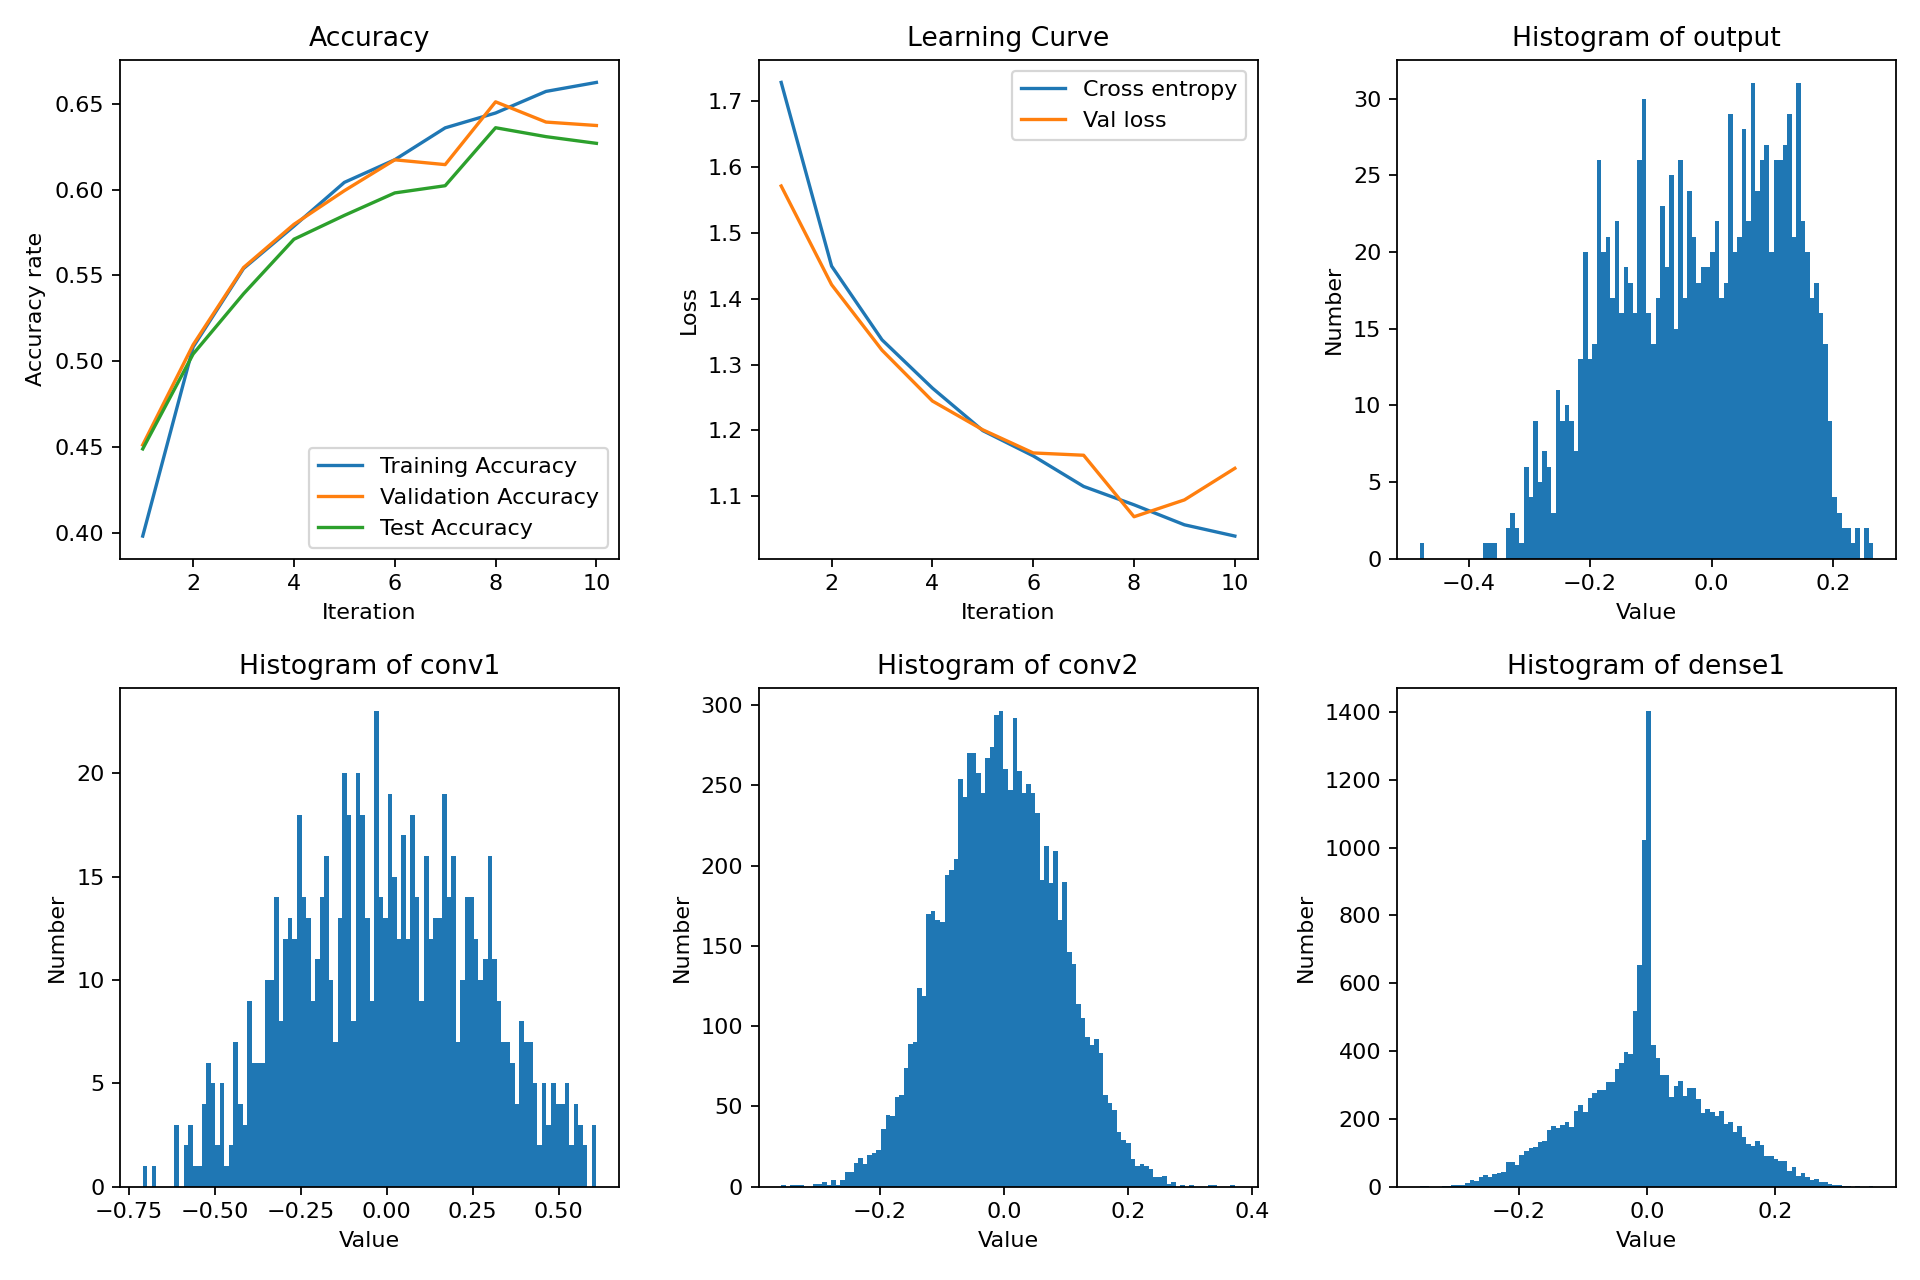 Accuracy
Accuracy rate
0.65
0.60
0.55
0.50
0.45
0.40
Training Accuracy
Validation Accuracy
Test Accuracy
2 4 6 8 10
Iteration
Learning Curve
Loss
1.7
1.6
1.5
1.4
1.3
1.2
1.1
Cross entropy
Val loss
2 4 6 8 10
Iteration
Histogram of output
Number
30
25
20
15
10
5
0
−0.4 −0.2 0.0 0.2
Value
Histogram of conv1
Number
20
15
10
5
0
−0.75 −0.50 −0.25 0.00 0.25 0.50
Value
Histogram of conv2
Number
300
250
200
150
100
50
0
−0.2 0.0 0.2 0.4
Value
Histogram of dense1
Number
1400
1200
1000
800
600
400
200
0
−0.2 0.0 0.2
Value